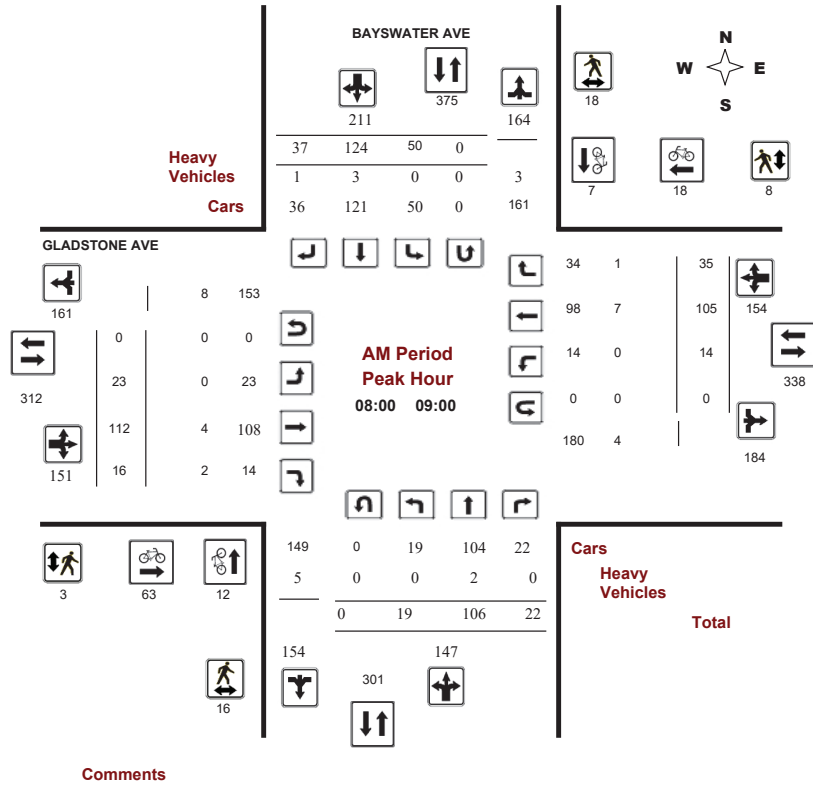 BAYSWATER AVE
N
W E
S
375
18
211 164
37 124 50 0
Heavy
Vehicles
1 3 0 0 3
Cars 36 121 50 0 161
7 18 8
GLADSTONE AVE
161 8 153
34 1 35
154
0 0 0
98 7 105
312
23 0 23
AM Period
Peak Hour
08:00 09:00
14 0 14
338
112 4 108
0 0 0
151
16 2 14
180 4
184
149 0 19 104 22 Cars
5 0 0 2 0 Heavy
Vehicles
0 19 106 22 Total
3 63 12
154 147
301
16
Comments